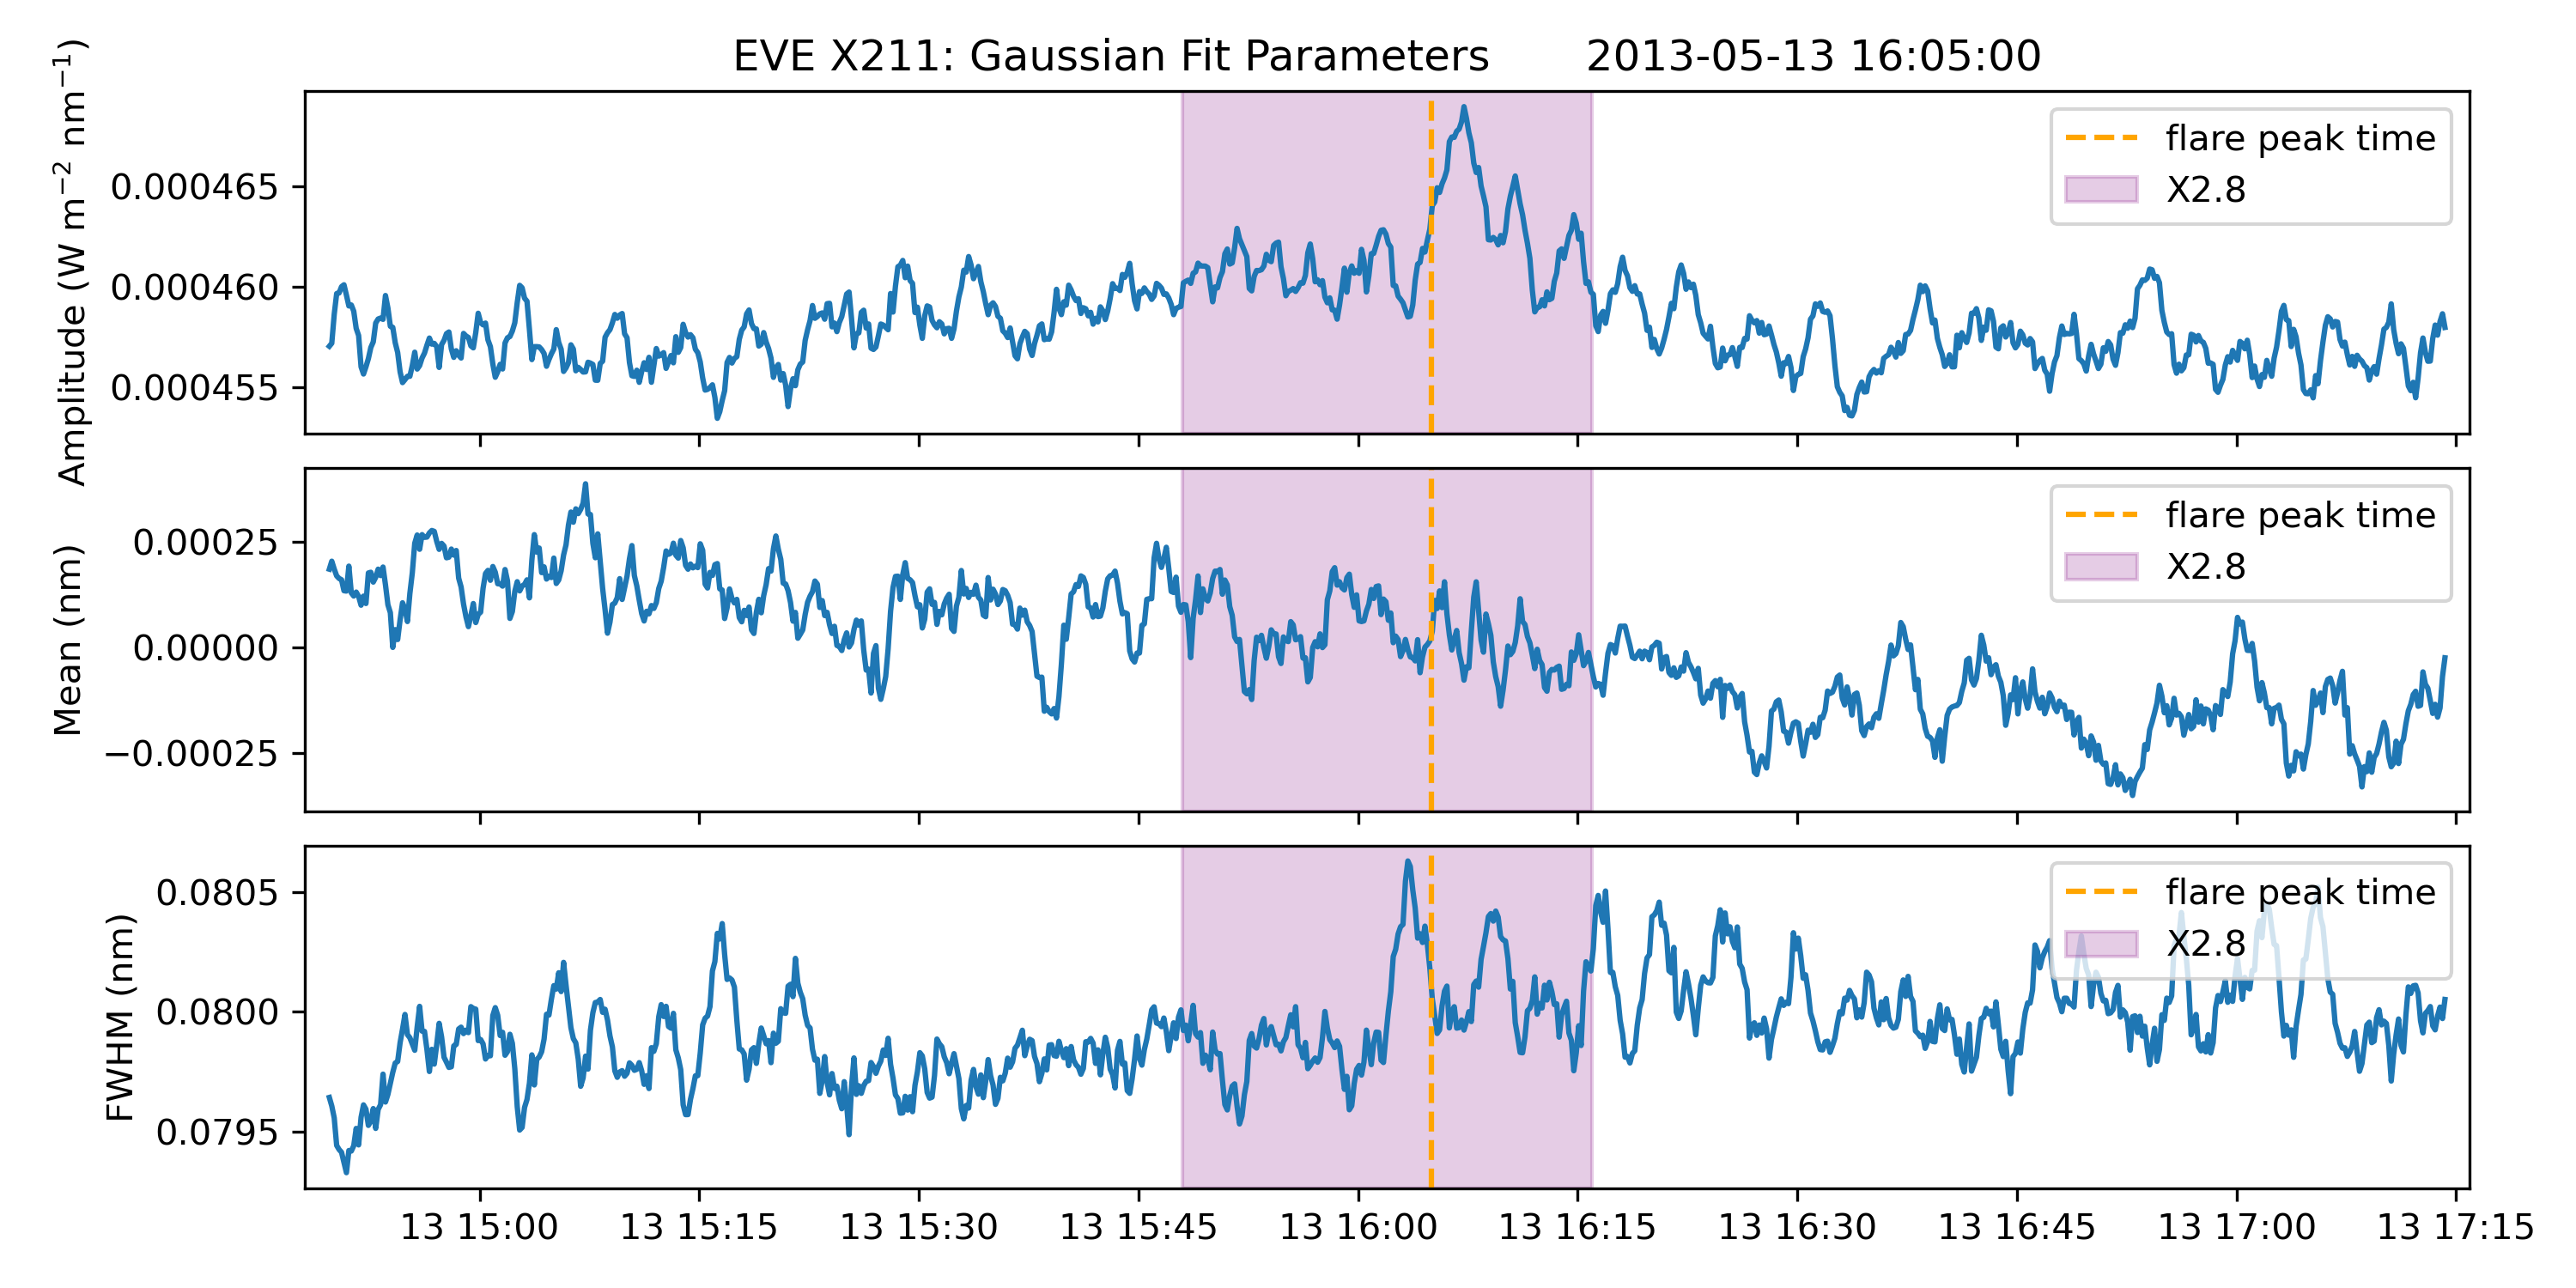 EVE X211: Gaussian Fit Parameters 2013-05-13 16:05:00
Amplitude (W m⁻² nm⁻¹)
0.000465
0.000460
0.000455
flare peak time
X2.8
Mean (nm)
0.00025
0.00000
−0.00025
flare peak time
X2.8
FWHM (nm)
0.0805
0.0800
0.0795
flare peak time
X2.8
13 15:00 13 15:15 13 15:30 13 15:45 13 16:00 13 16:15 13 16:30 13 16:45 13 17:00 13 17:15